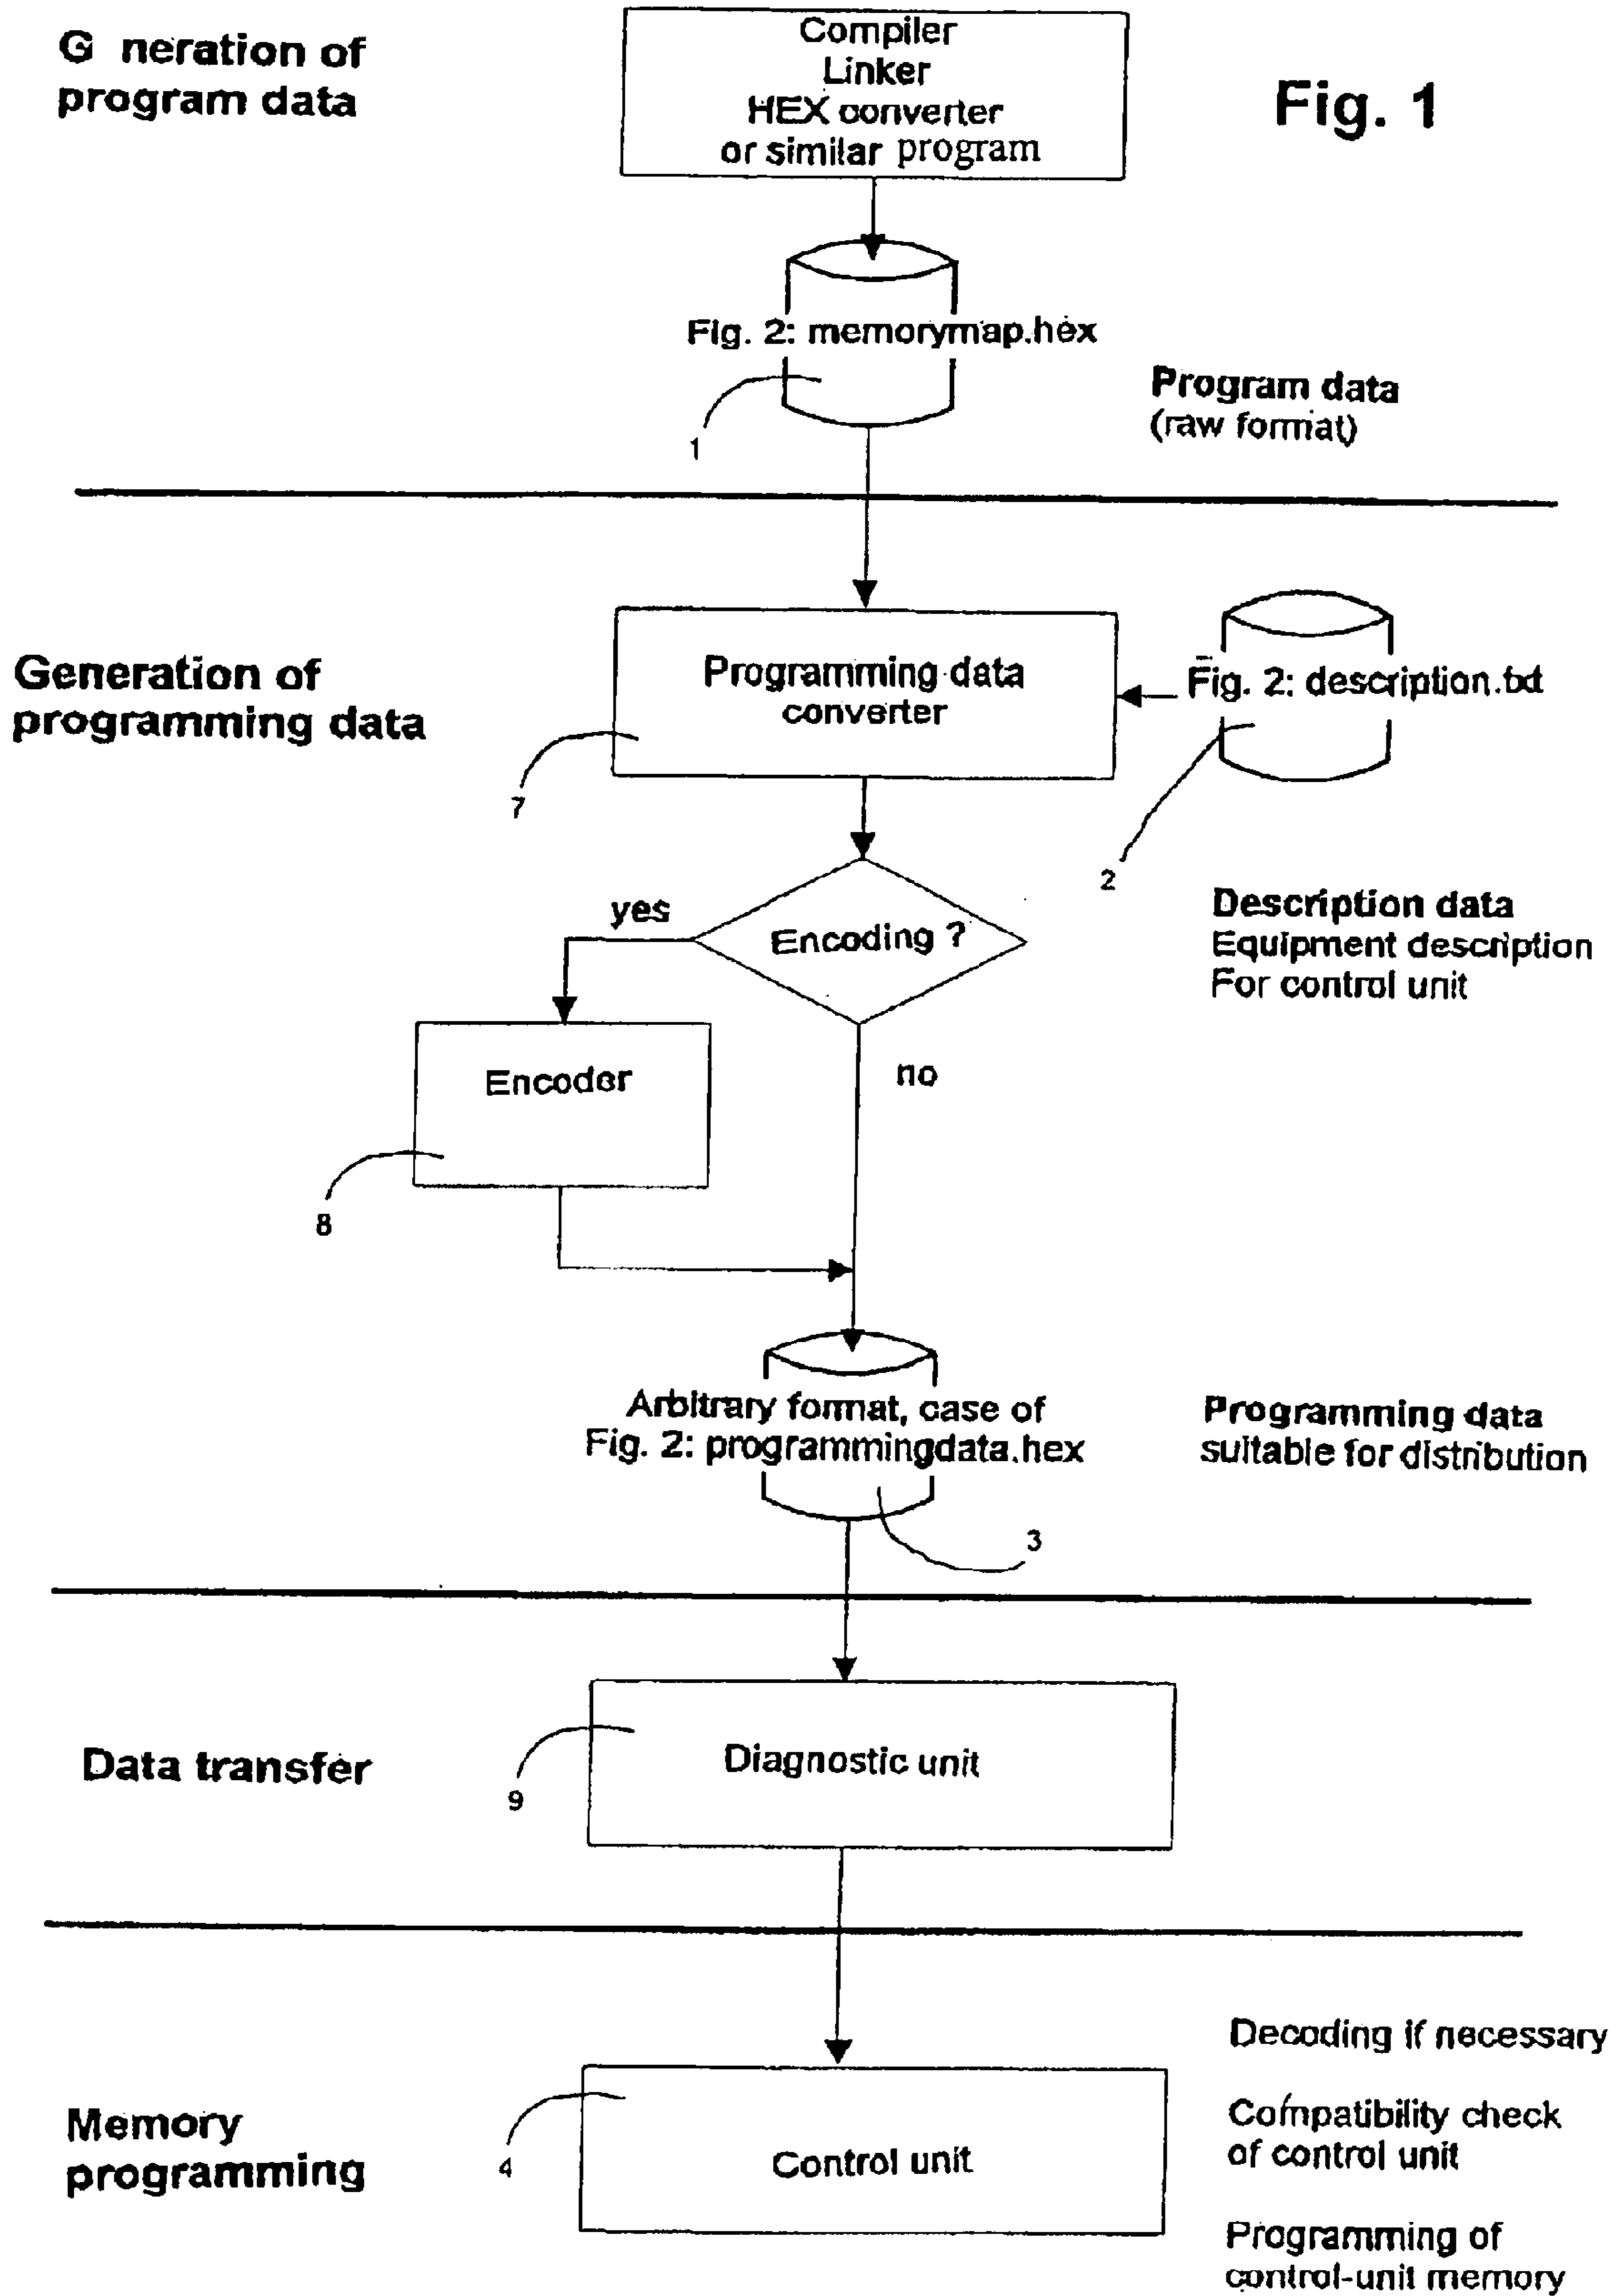 G neration of
program data
Compiler
Linker
HEX converter
or similar program
Fig. 1
Fig. 2: memorymap.hex
1
Program data
(raw format)
Generation of
programming data
Programming data
converter
7
Fig. 2: description.txt
2
Description data
Equipment description
For control unit
yes
Encoding ?
Encoder
no
8
Arbitrary format, case of
Fig. 2: programmingdata.hex
3
Programming data
suitable for distribution
Data transfer
Diagnostic unit
9
Memory
programming
Control unit
4
Decoding if necessary
Compatibility check
of control unit
Programming of
control-unit memory